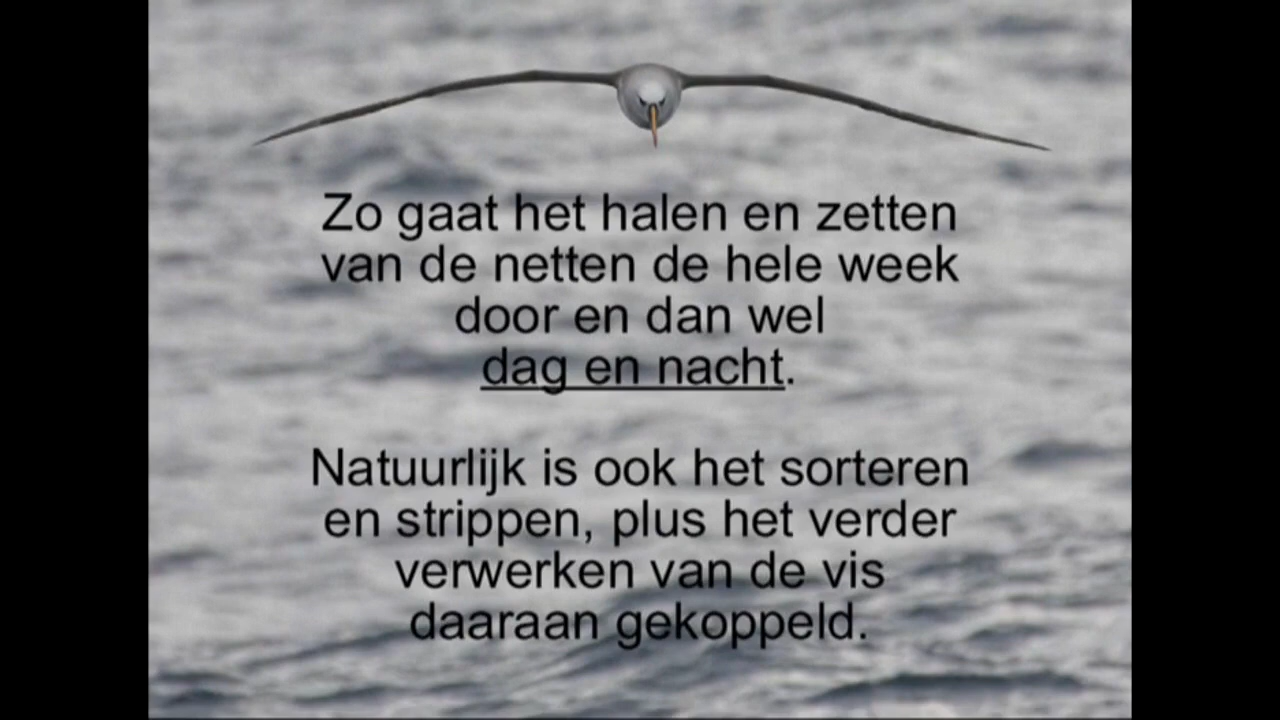 Zo gaat het halen en zetten
van de netten de hele week
door en dan wel
dag en nacht.
Natuurlijk is ook het sorteren
en strippen, plus het verder
verwerken van de vis
daaraan gekoppeld.